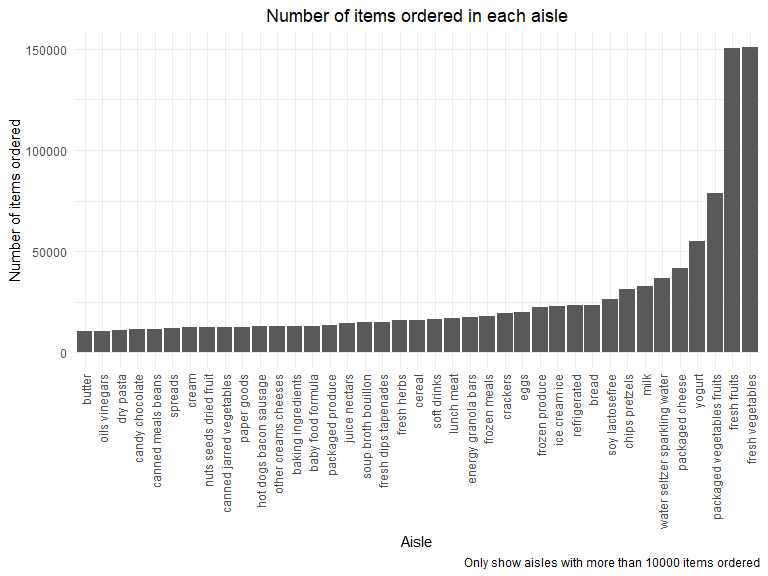 Number of items ordered in each aisle
Number of items ordered
150000
100000
50000
0
butter
oils vinegars
dry pasta
candy chocolate
canned meals beans
spreads
cream
nuts seeds dried fruit
canned jarred vegetables
paper goods
hot dogs bacon sausage
other creams cheeses
baking ingredients
baby food formula
packaged produce
juice nectars
soup broth bouillon
fresh dips tapenades
fresh herbs
cereal
soft drinks
lunch meat
energy granola bars
frozen meals
crackers
eggs
frozen produce
ice cream ice
refrigerated
bread
soy lactosefree
chips pretzels
milk
water seltzer sparkling water
packaged cheese
yogurt
packaged vegetables fruits
fresh fruits
fresh vegetables
Aisle
Only show aisles with more than 10000 items ordered